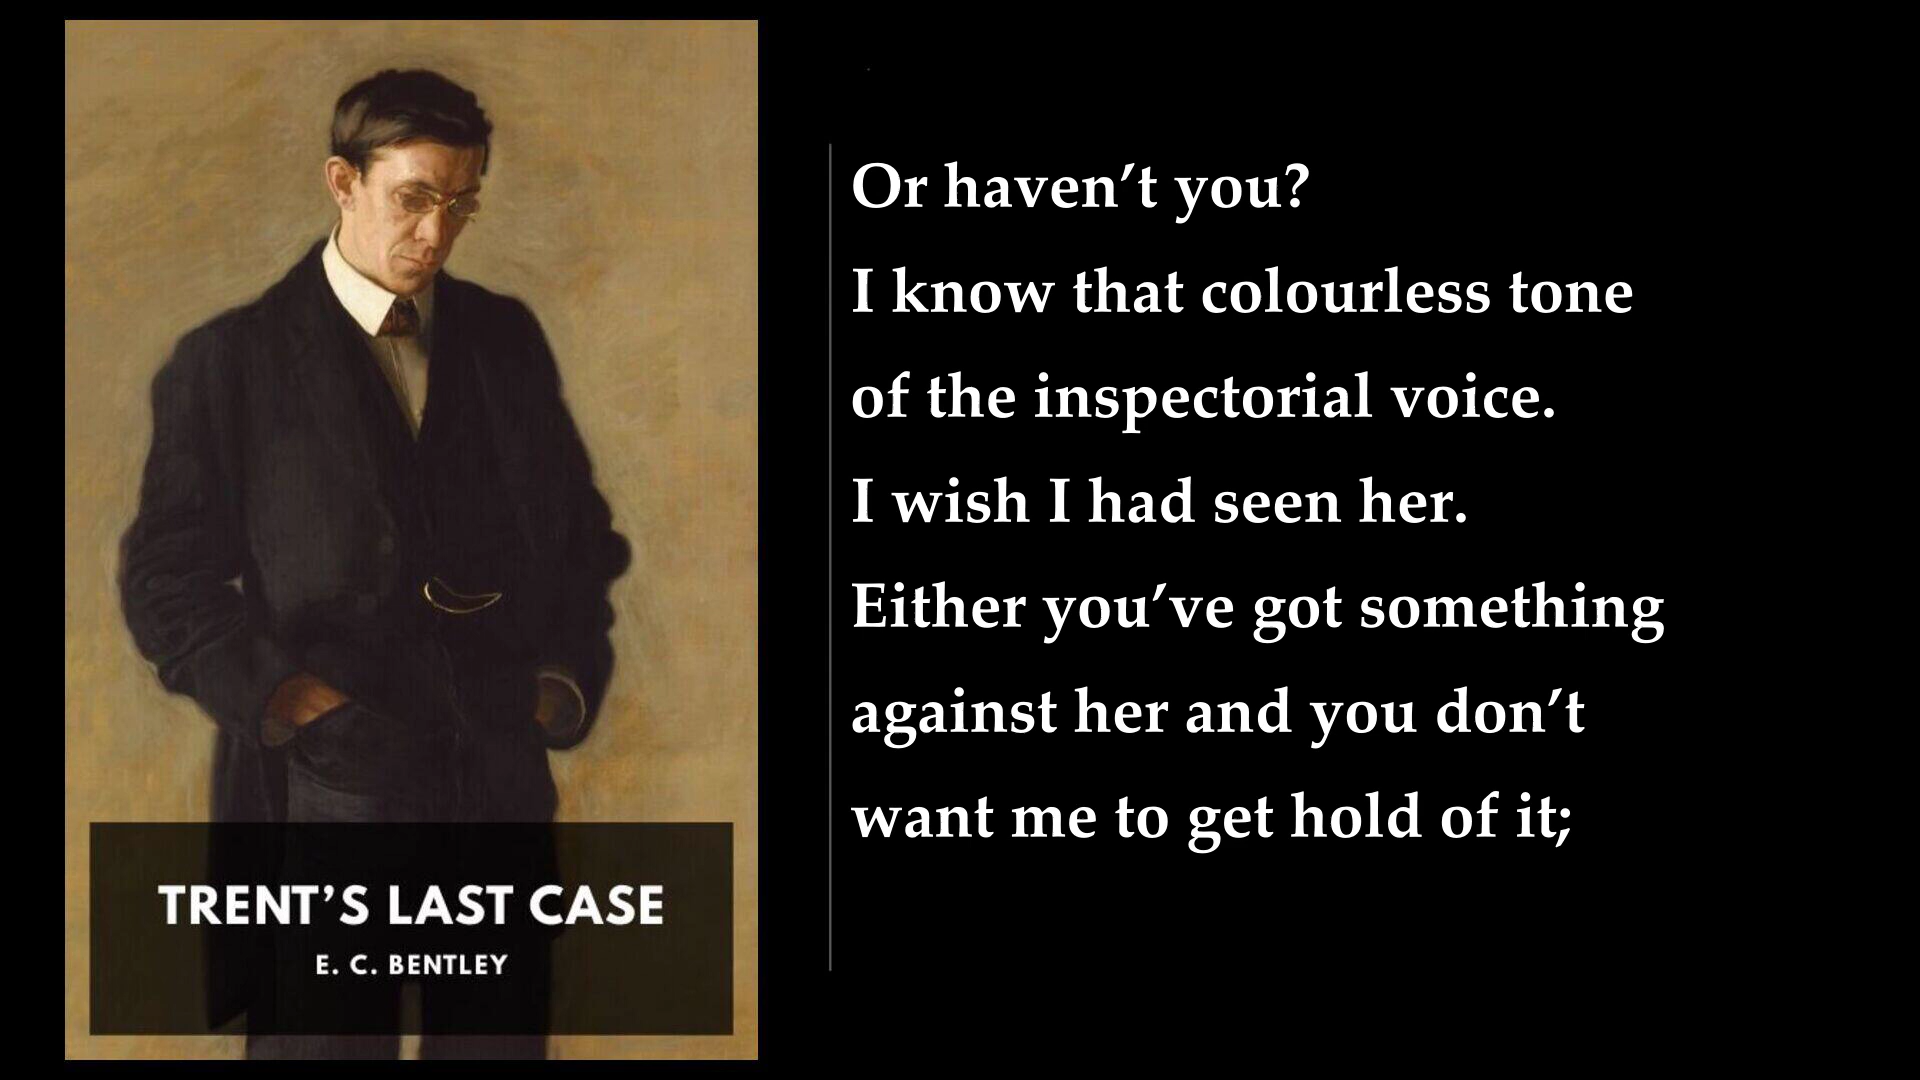 Or haven’t you?
I know that colourless tone
of the inspectorial voice.
I wish I had seen her.
Either you’ve got something
against her and you don’t
want me to get hold of it;
TRENT’S LAST CASE
E. C. BENTLEY